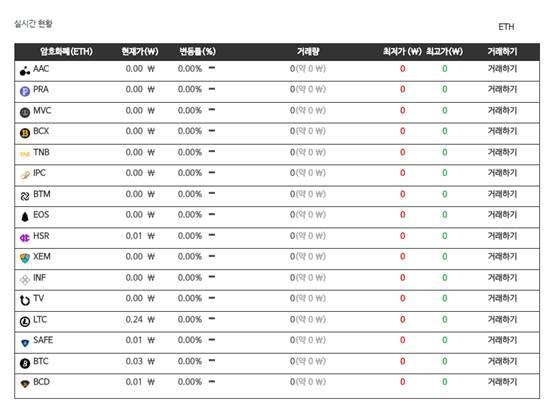 실시간 현황
ETH
암호화폐(ETH) 현재가(₩) 변동률(%) 거래량 최저가 (₩) 최고가(₩) 거래하기
AAC 0.00 ₩ 0.00% ━ 0(약 0 ₩) 0 0 거래하기
PRA 0.00 ₩ 0.00% ━ 0(약 0 ₩) 0 0 거래하기
MVC 0.00 ₩ 0.00% ━ 0(약 0 ₩) 0 0 거래하기
BCX 0.00 ₩ 0.00% ━ 0(약 0 ₩) 0 0 거래하기
TNB TNB 0.00 ₩ 0.00% ━ 0(약 0 ₩) 0 0 거래하기
IPC 0.00 ₩ 0.00% ━ 0(약 0 ₩) 0 0 거래하기
BTM 0.00 ₩ 0.00% ━ 0(약 0 ₩) 0 0 거래하기
EOS 0.00 ₩ 0.00% ━ 0(약 0 ₩) 0 0 거래하기
HSR 0.01 ₩ 0.00% ━ 0(약 0 ₩) 0 0 거래하기
XEM 0.00 ₩ 0.00% ━ 0(약 0 ₩) 0 0 거래하기
INF 0.00 ₩ 0.00% ━ 0(약 0 ₩) 0 0 거래하기
TV 0.00 ₩ 0.00% ━ 0(약 0 ₩) 0 0 거래하기
LTC 0.24 ₩ 0.00% ━ 0(약 0 ₩) 0 0 거래하기
SAFE 0.01 ₩ 0.00% ━ 0(약 0 ₩) 0 0 거래하기
BTC 0.03 ₩ 0.00% ━ 0(약 0 ₩) 0 0 거래하기
BCD 0.01 ₩ 0.00% ━ 0(약 0 ₩) 0 0 거래하기